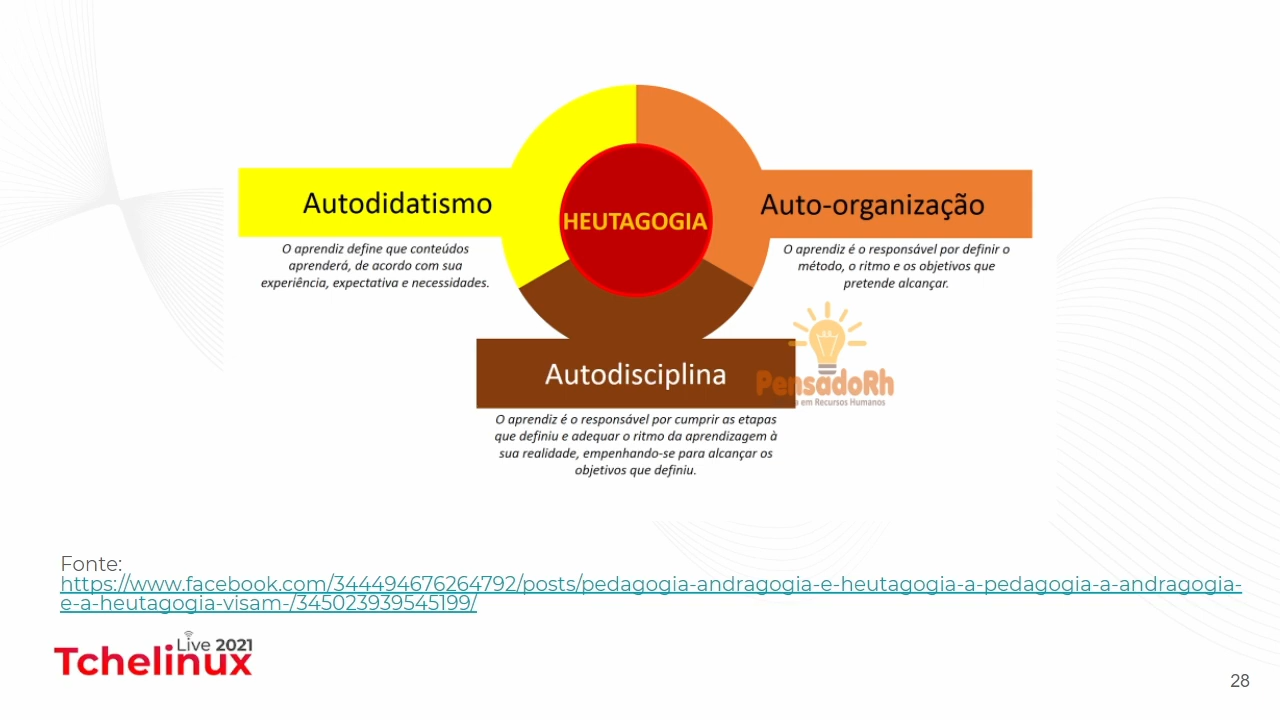 Autodidatismo
O aprendiz define que conteúdos
aprenderá, de acordo com sua
experiência, expectativa e necessidades.
HEUTAGOGIA
Auto-organização
O aprendiz é o responsável por definir o
método, o ritmo e os objetivos que
pretende alcançar.
Autodisciplina
O aprendiz é o responsável por cumprir as etapas
que definiu e adequar o ritmo da aprendizagem à
sua realidade, empenhando-se para alcançar os
objetivos que definiu.
PensadoRh
em Recursos Humanos
Fonte:
https://www.facebook.com/344494676264792/posts/pedagogia-andragogia-e-heutagogia-a-pedagogia-a-andragogia-
e-a-heutagogia-visam-/345023939545199/
Live 2021
Tchelinux
28